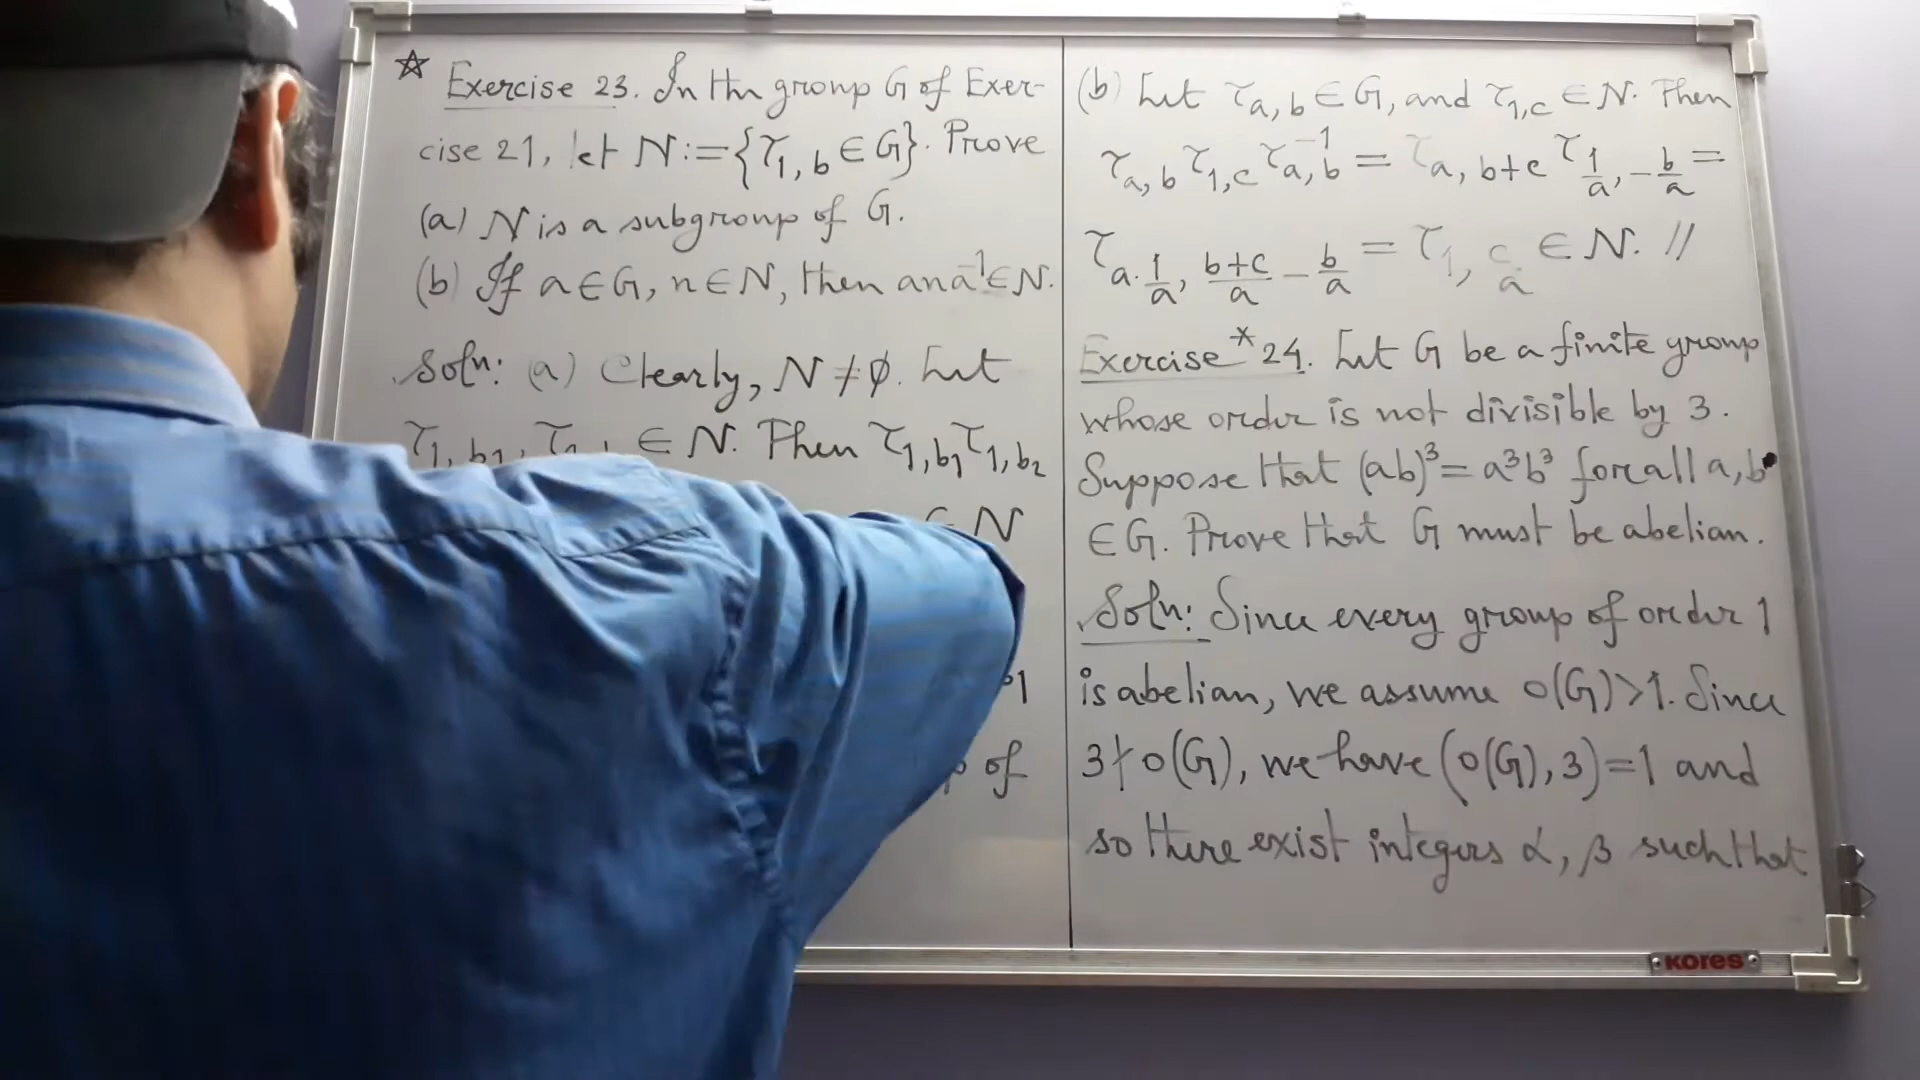 ☆ Exercise 23. In the group G of Exer-
cise 21, let N:={τ₁,b ∈ G}. Prove
(a) N is a subgroup of G.
(b) If a∈G, n∈N, then ana⁻¹∈N.
Soln: (a) Clearly, N≠∅. Let
τ₁,b₁, ∈ N. Then τ₁,b₁τ₁,b₂
∈ N
of
(b) Let τa,b∈G, and τ₁,c ∈N. Then
τa,b τ₁,c τa,b⁻¹ = τa, b+c τ1/a, -b/a =
τa·1/a, (b+c)/a - b/a = τ₁, c/a ∈ N. //
Exercise*24. Let G be a finite group
whose order is not divisible by 3.
Suppose that (ab)³=a³b³ for all a,b
∈G. Prove that G must be abelian.
Soln: Since every group of order 1
is abelian, we assume o(G)>1. Since
3∤o(G), we have (o(G),3)=1 and
so there exist integers α, β such that
KORES